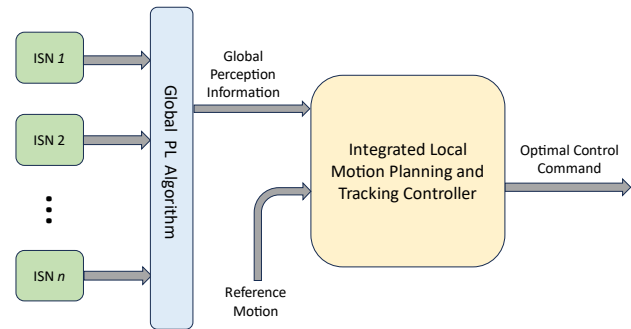 ISN 1
ISN 2
ISN n
Global PL Algorithm
Global
Perception
Information
Reference
Motion
Integrated Local
Motion Planning and
Tracking Controller
Optimal Control
Command